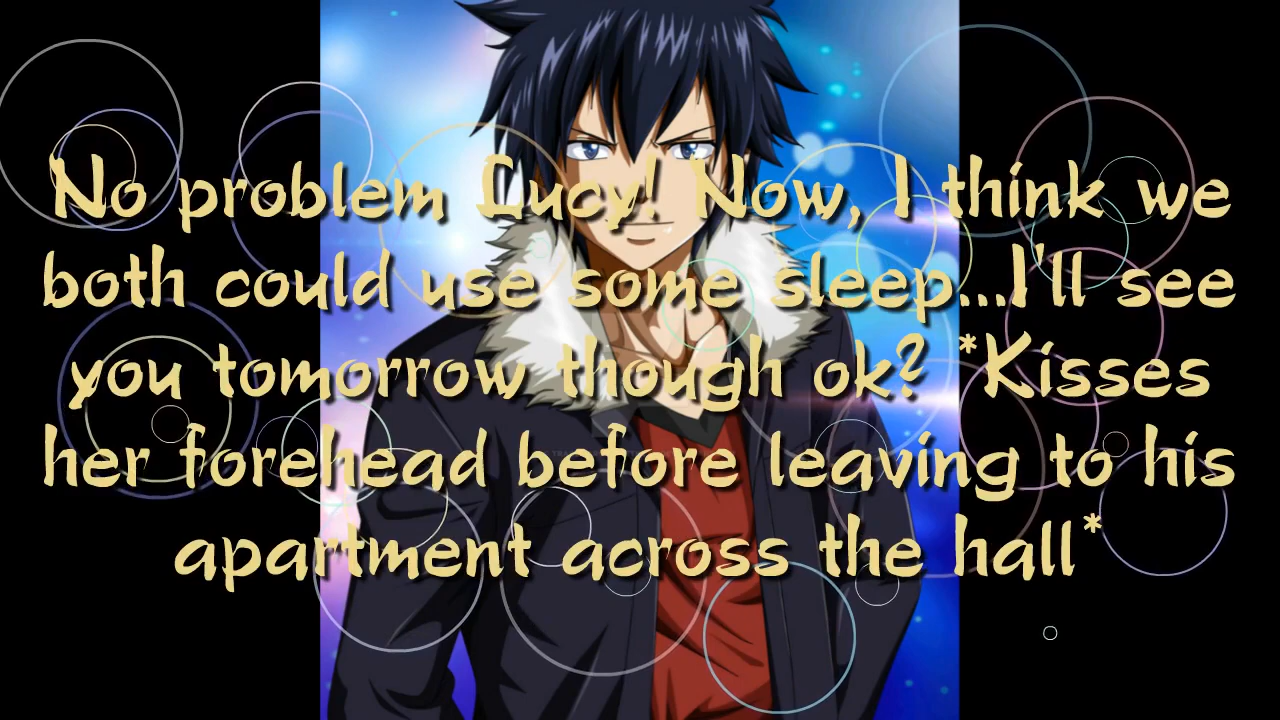 No problem Lucy! Now, I think we
both could use some sleep...I'll see
you tomorrow though ok? *Kisses
her forehead before leaving to his
apartment across the hall*